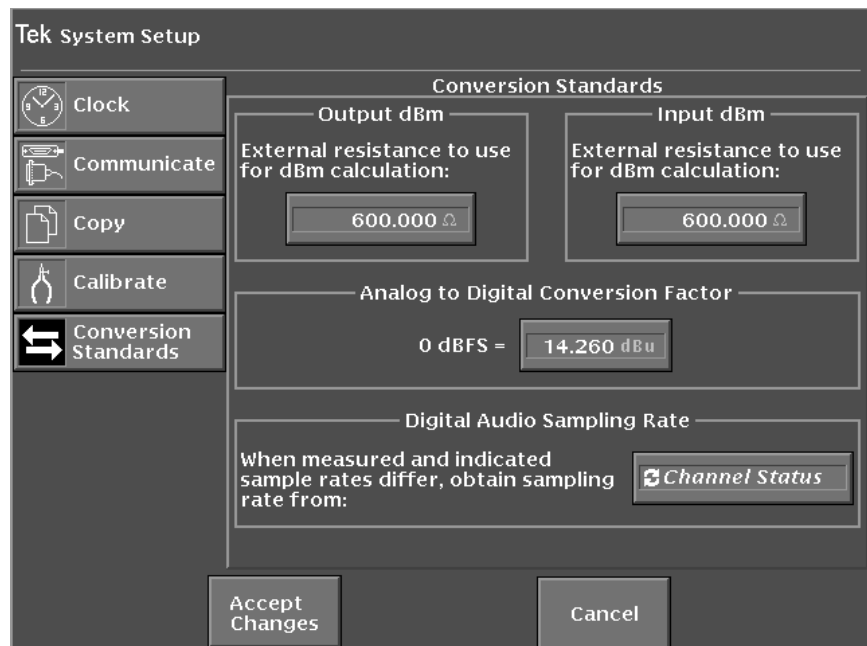 Tek System Setup
Clock
Communicate
Copy
Calibrate
Conversion
Standards
Conversion Standards
Output dBm
External resistance to use
for dBm calculation:
600.000 Ω
Input dBm
External resistance to use
for dBm calculation:
600.000 Ω
Analog to Digital Conversion Factor
0 dBFS = 14.260 dBu
Digital Audio Sampling Rate
When measured and indicated
sample rates differ, obtain sampling
rate from:
Channel Status
Accept
Changes
Cancel